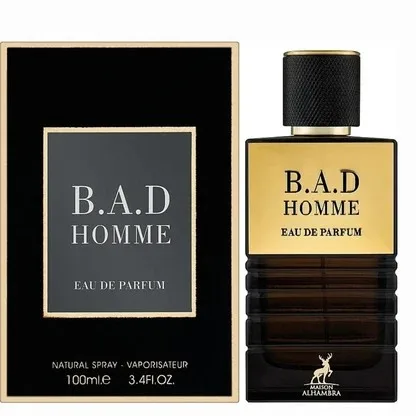 B.A.D
HOMME
EAU DE PARFUM
NATURAL SPRAY - VAPORISATEUR
100ml.e 3.4FL.OZ.
B.A.D
HOMME
EAU DE PARFUM
MAISON
ALHAMBRA